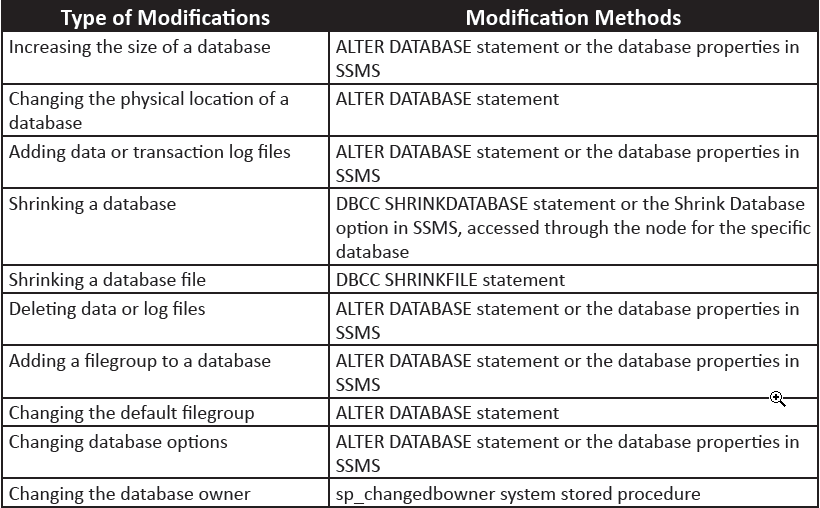 Type of Modifications
Modification Methods
Increasing the size of a database
ALTER DATABASE statement or the database properties in
SSMS
Changing the physical location of a
database
ALTER DATABASE statement
Adding data or transaction log files
ALTER DATABASE statement or the database properties in
SSMS
Shrinking a database
DBCC SHRINKDATABASE statement or the Shrink Database
option in SSMS, accessed through the node for the specific
database
Shrinking a database file
DBCC SHRINKFILE statement
Deleting data or log files
ALTER DATABASE statement or the database properties in
SSMS
Adding a filegroup to a database
ALTER DATABASE statement or the database properties in
SSMS
Changing the default filegroup
ALTER DATABASE statement
Changing database options
ALTER DATABASE statement or the database properties in
SSMS
Changing the database owner
sp_changedbowner system stored procedure